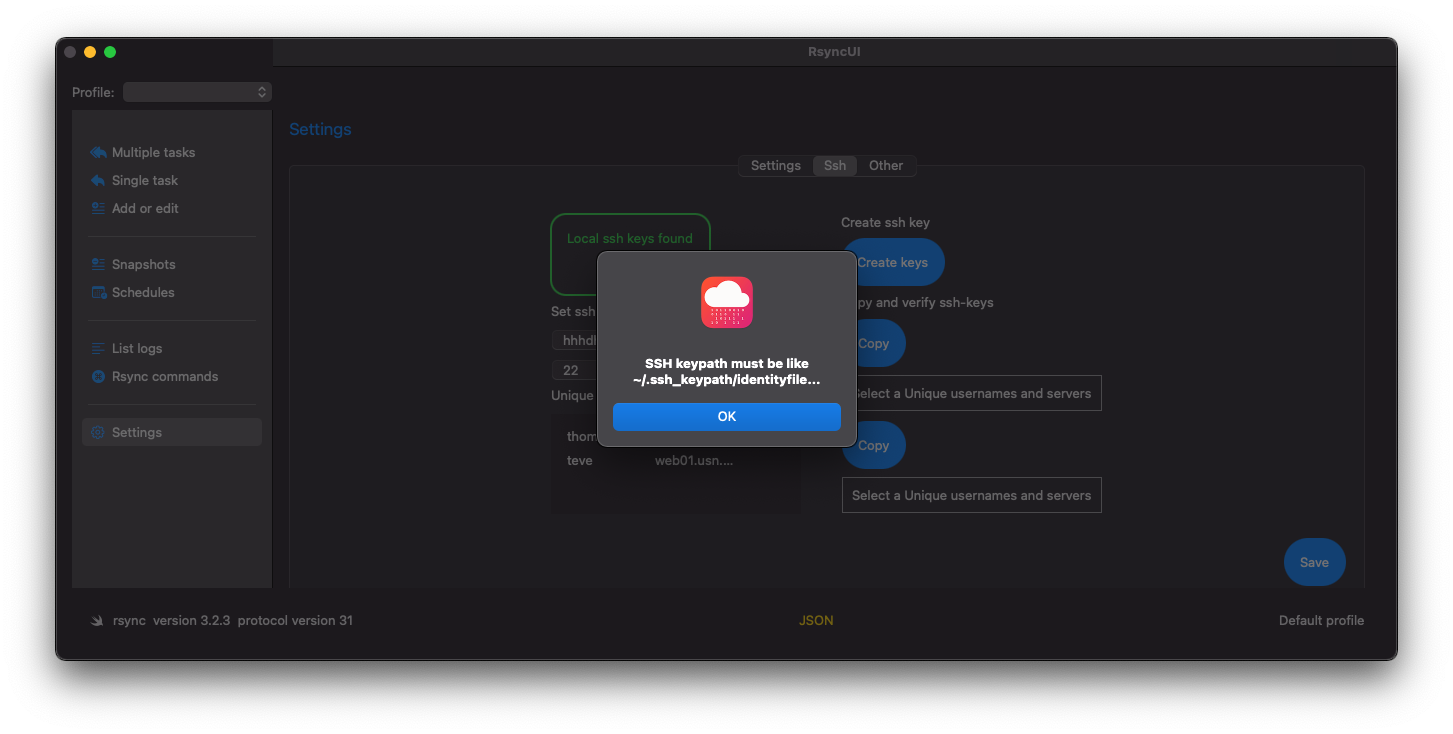 RsyncUI
Profile:
Multiple tasks
Single task
Add or edit
Snapshots
Schedules
List logs
Rsync commands
Settings
Settings
Settings Ssh Other
Local ssh keys found
Set ssh
22
Unique
teve web01.usn....
Create ssh key
Create keys
and verify ssh-keys
Copy
Select a Unique usernames and servers
Copy
Select a Unique usernames and servers
Save
SSH keypath must be like
~/.ssh_keypath/identityfile...
OK
rsync version 3.2.3 protocol version 31
JSON
Default profile